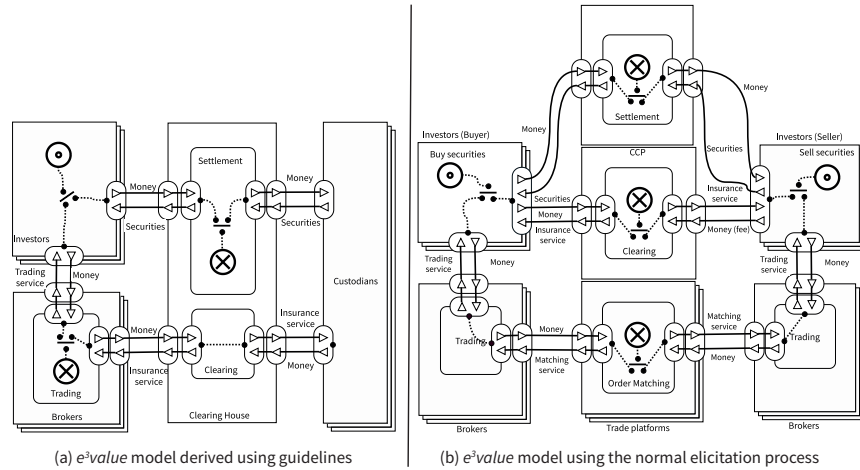 Investors
Settlement
Money
Money
Securities
Securities
Trading
service
Money
Custodians
Money
Insurance
service
Insurance
service
Clearing
Money
Trading
Brokers
Clearing House
(a) e³value model derived using guidelines
Settlement
CCP
Money
Money
Securities
Investors (Buyer)
Buy securities
Investors (Seller)
Sell securities
Securities
Money
Insurance
service
Clearing
Insurance
service
Money (fee)
Trading
service
Money
Trading
service
Money
Trading
Money
Matching
service
Order Matching
Matching
service
Money
Trading
Brokers
Trade platforms
Brokers
(b) e³value model using the normal elicitation process